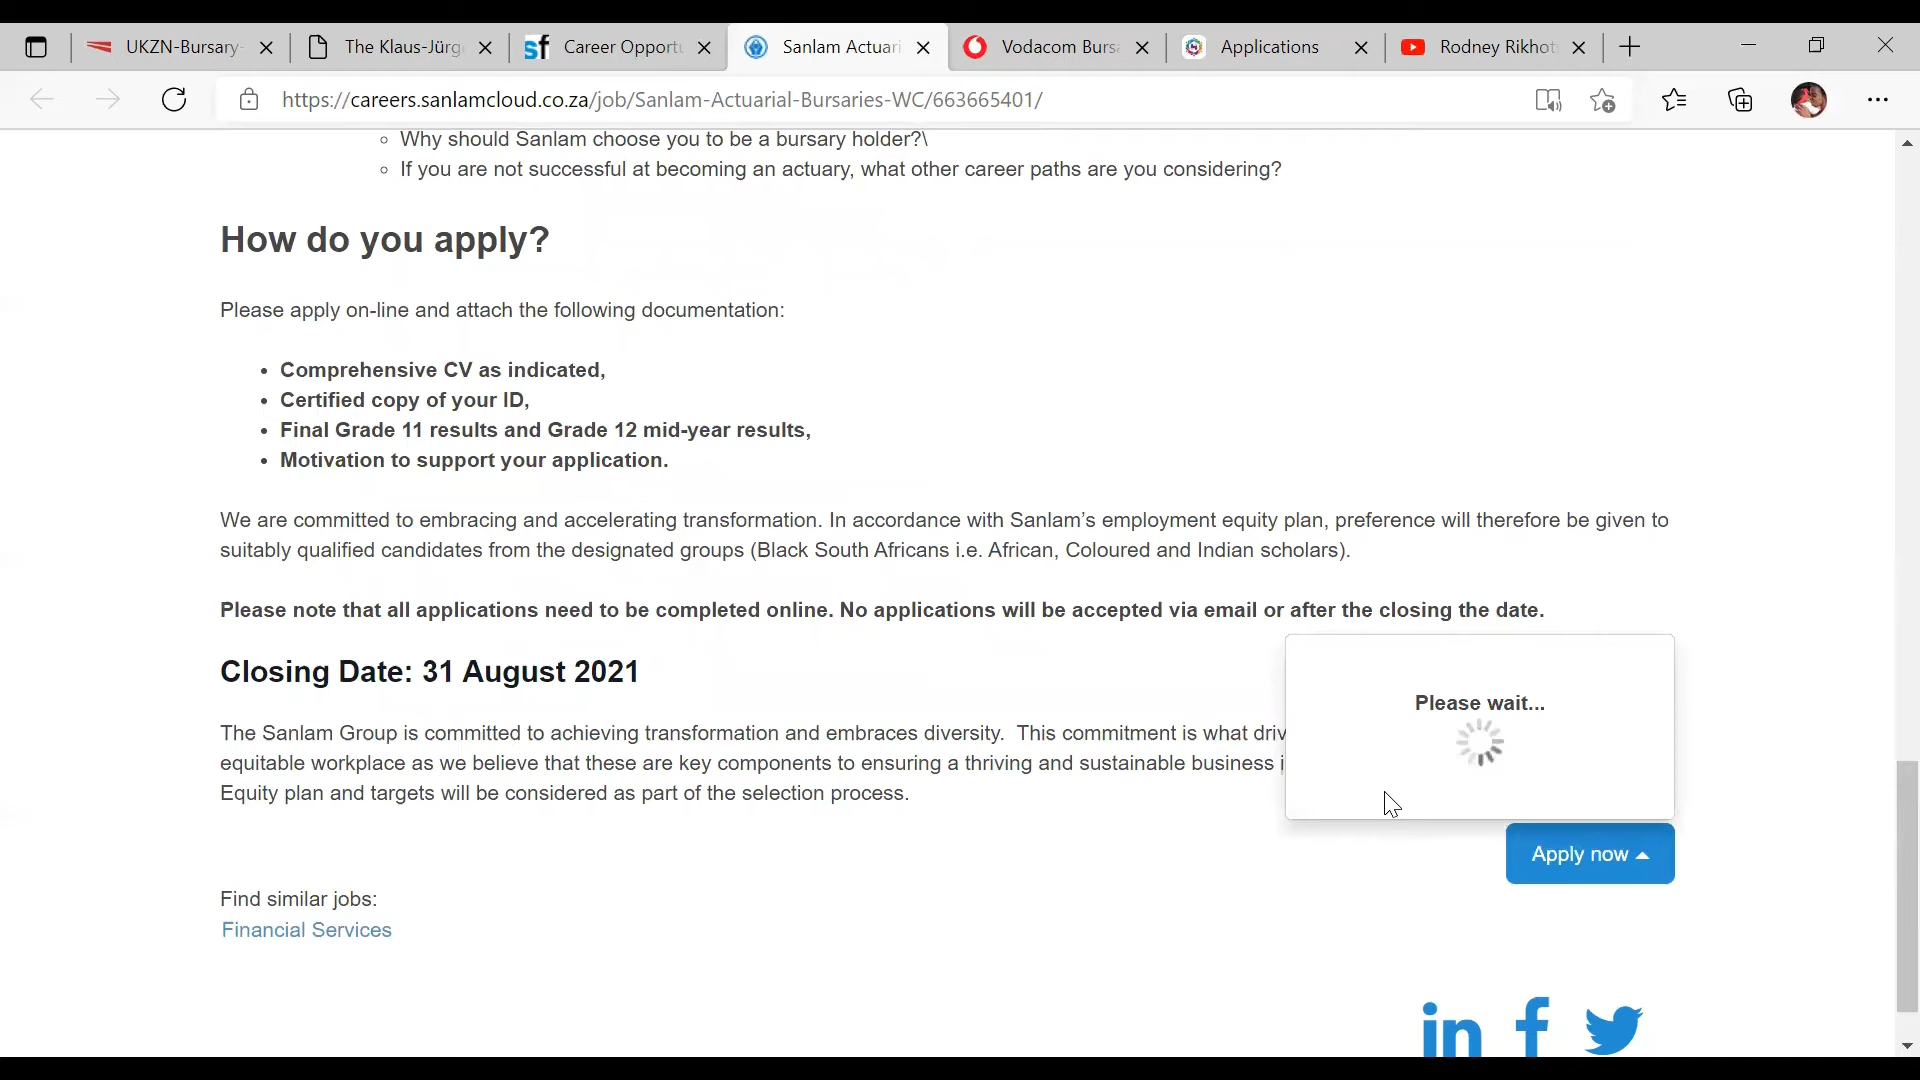 UKZN-Bursary-
The Klaus-Jürg
sf Career Opportu
Sanlam Actuari
Vodacom Bursa
Applications
Rodney Rikhots
https://careers.sanlamcloud.co.za/job/Sanlam-Actuarial-Bursaries-WC/663665401/
Why should Sanlam choose you to be a bursary holder?\
If you are not successful at becoming an actuary, what other career paths are you considering?
How do you apply?
Please apply on-line and attach the following documentation:
Comprehensive CV as indicated,
Certified copy of your ID,
Final Grade 11 results and Grade 12 mid-year results,
Motivation to support your application.
We are committed to embracing and accelerating transformation. In accordance with Sanlam’s employment equity plan, preference will therefore be given to
suitably qualified candidates from the designated groups (Black South Africans i.e. African, Coloured and Indian scholars).
Please note that all applications need to be completed online. No applications will be accepted via email or after the closing the date.
Closing Date: 31 August 2021
Please wait...
The Sanlam Group is committed to achieving transformation and embraces diversity. This commitment is what driv
equitable workplace as we believe that these are key components to ensuring a thriving and sustainable business i
Equity plan and targets will be considered as part of the selection process.
Apply now
Find similar jobs:
Financial Services
in f